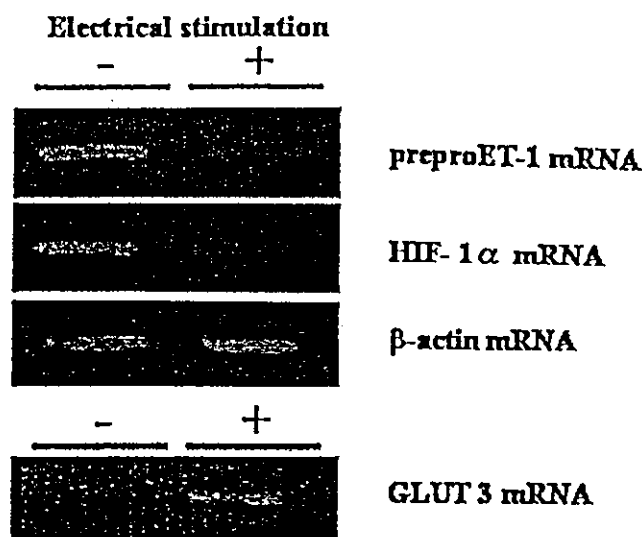 Electrical stimulation
- +
preproET-1 mRNA
HIF- 1α mRNA
β-actin mRNA
- +
GLUT 3 mRNA